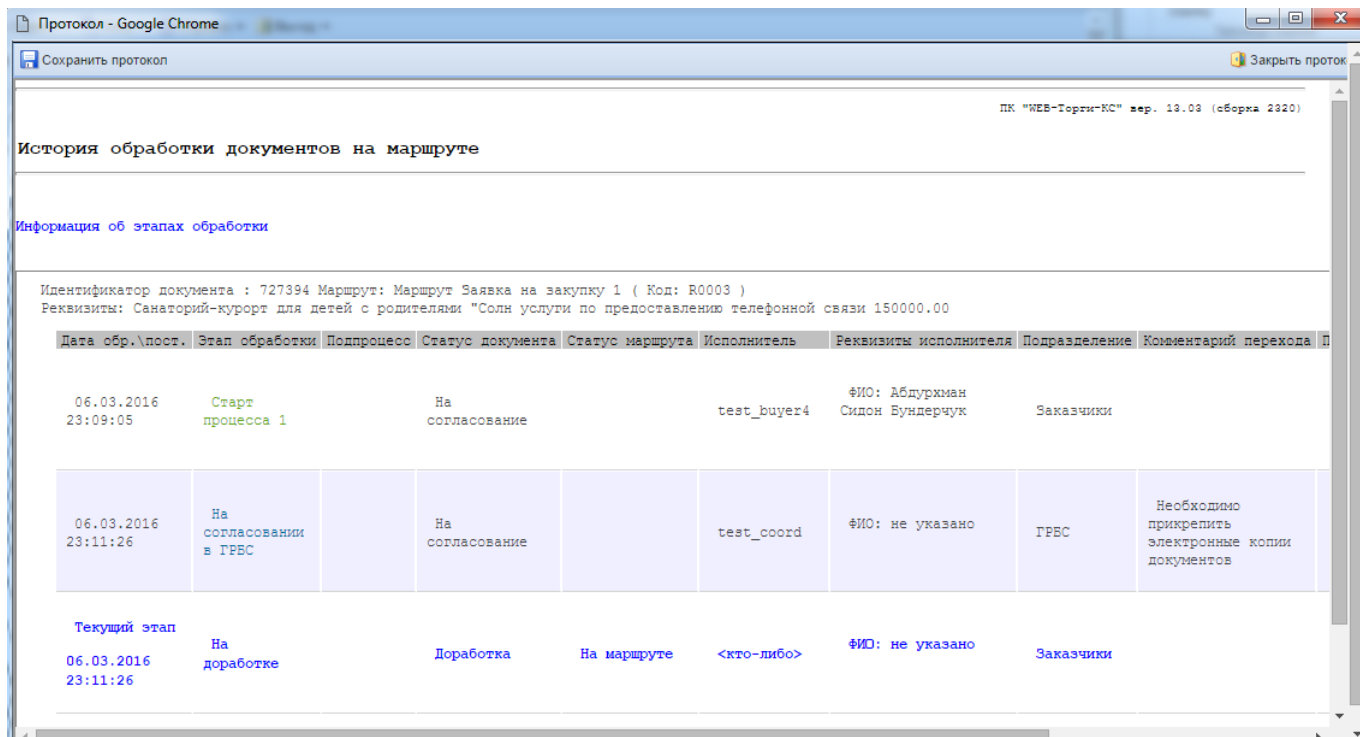 Протокол - Google Chrome
Сохранить протокол
Закрыть проток
ПК "WEB-Торги-КС" вер. 13.03 (сборка 2320)
История обработки документов на маршруте
Информация об этапах обработки
Идентификатор документа : 727394 Маршрут: Маршрут Заявка на закупку 1 ( Код: R0003 )
Реквизиты: Санаторий-курорт для детей с родителями "Солн услуги по предоставлению телефонной связи 150000.00
Дата обр.\пост. Этап обработки Подпроцесс Статус документа Статус маршрута Исполнитель Реквизиты исполнителя Подразделение Комментарий перехода П
06.03.2016
23:09:05
Старт
процесса 1
На
согласование
test_buyer4
ФИО: Абдурхман
Сидон Бундерчук
Заказчики
06.03.2016
23:11:26
На
согласовании
в ГРБС
На
согласование
test_coord
ФИО: не указано
ГРБС
Необходимо
прикрепить
электронные копии
документов
Текущий этап
06.03.2016
23:11:26
На
доработке
Доработка
На маршруте
<кто-либо>
ФИО: не указано
Заказчики